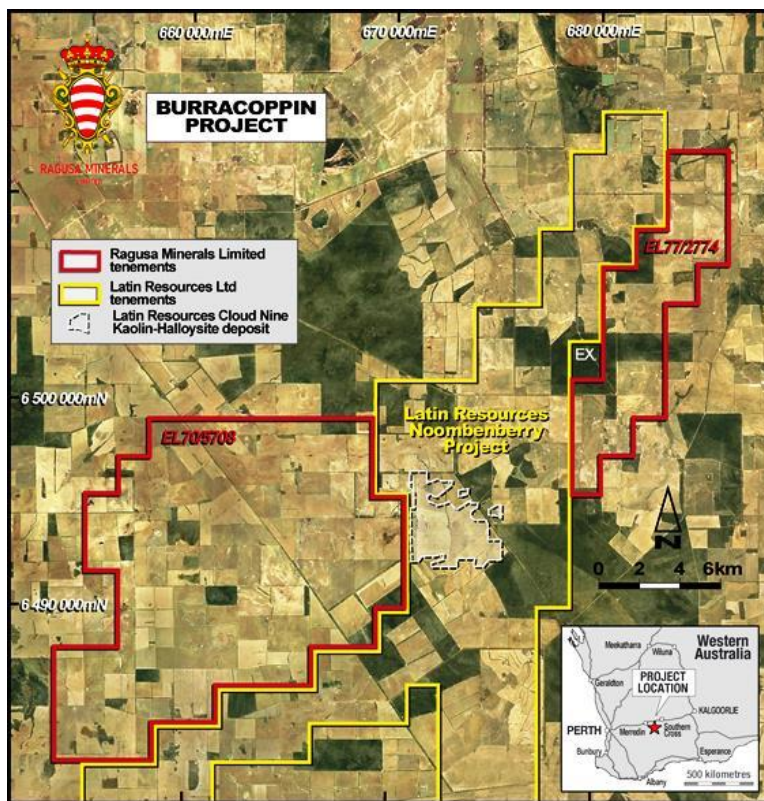 660 000mE
670 000mE
680 000mE
BURRACOPPIN
PROJECT
RAGUSA MINERALS
LIMITED
EL77/2774
Ragusa Minerals Limited
tenements
Latin Resources Ltd
tenements
Latin Resources Cloud Nine
Kaolin-Halloysite deposit
EX.
6 500 000mN
EL70/5708
Latin Resources
Noombenberry
Project
N
0 2 4 6km
6 490 000mN
Western
Australia
Meekatharra
Wiluna
Geraldton
PROJECT
LOCATION
KALGOORLIE
PERTH
Merredin
Southern
Cross
Bunbury
Esperance
Albany
500 kilometres